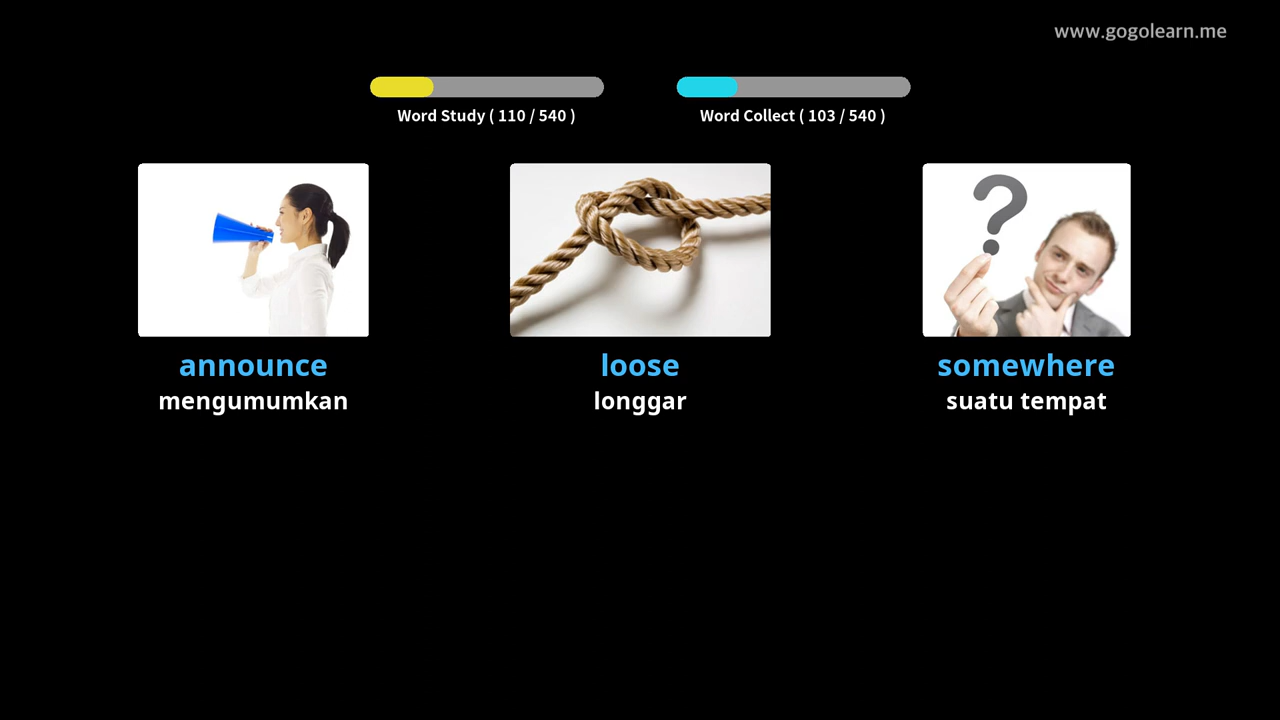 www.gogolearn.me
Word Study ( 110 / 540 )
Word Collect ( 103 / 540 )
announce
mengumumkan
loose
longgar
somewhere
suatu tempat